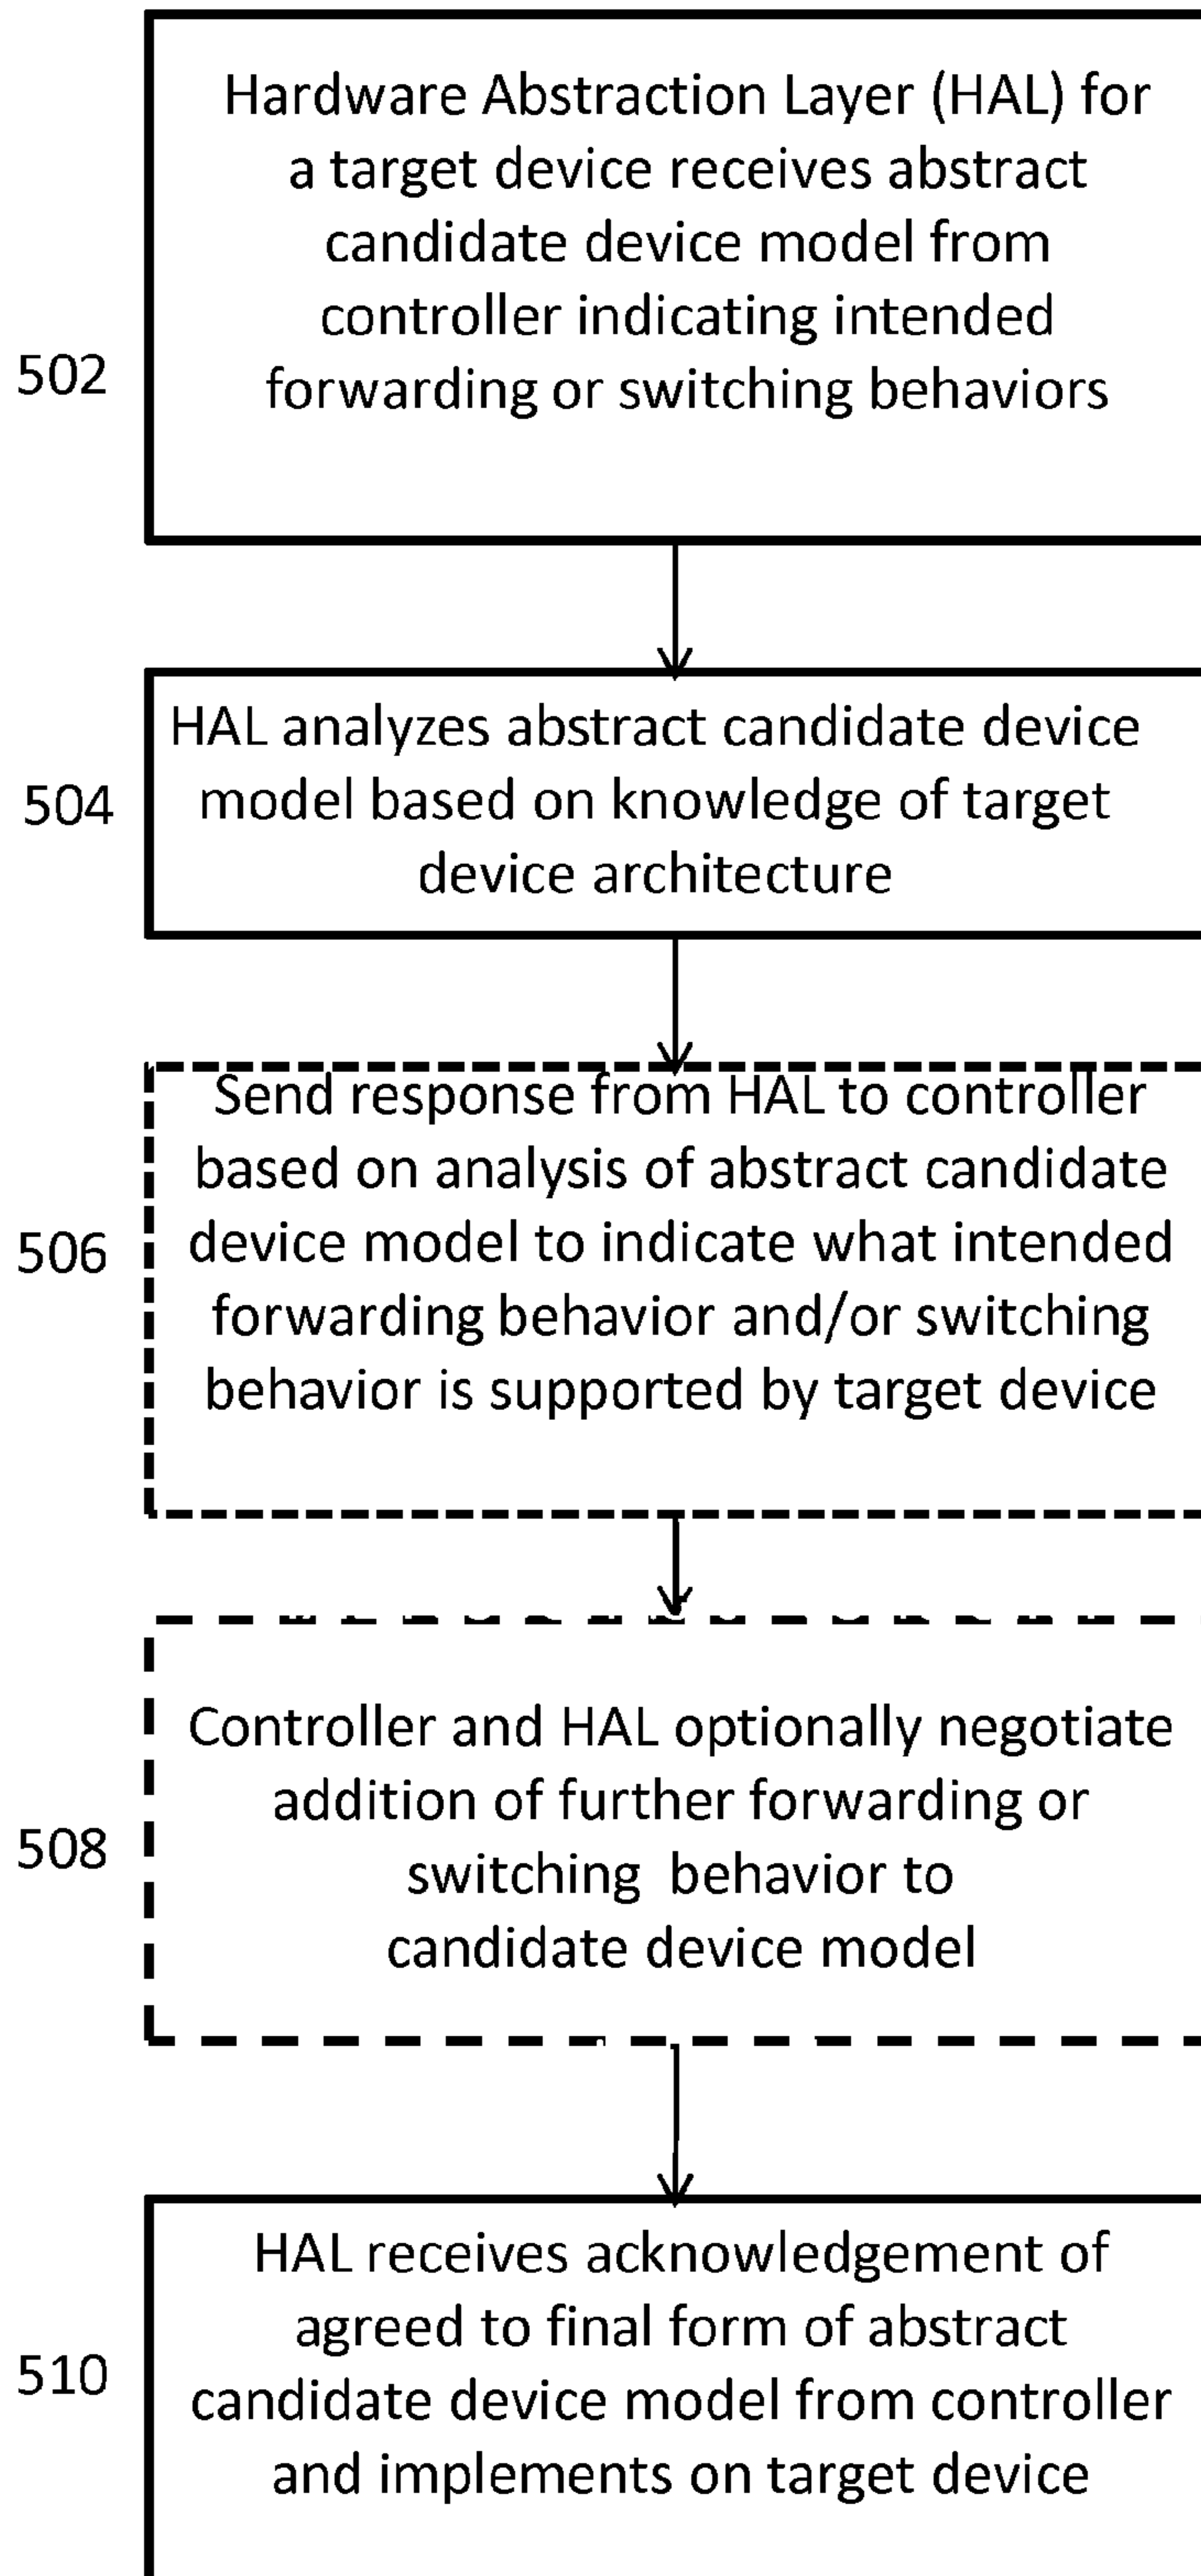 Hardware Abstraction Layer (HAL) for
a target device receives abstract
candidate device model from
controller indicating intended
forwarding or switching behaviors
502
HAL analyzes abstract candidate device
model based on knowledge of target
device architecture
504
Send response from HAL to controller
based on analysis of abstract candidate
device model to indicate what intended
forwarding behavior and/or switching
behavior is supported by target device
506
Controller and HAL optionally negotiate
addition of further forwarding or
switching behavior to
candidate device model
508
HAL receives acknowledgement of
agreed to final form of abstract
candidate device model from controller
and implements on target device
510